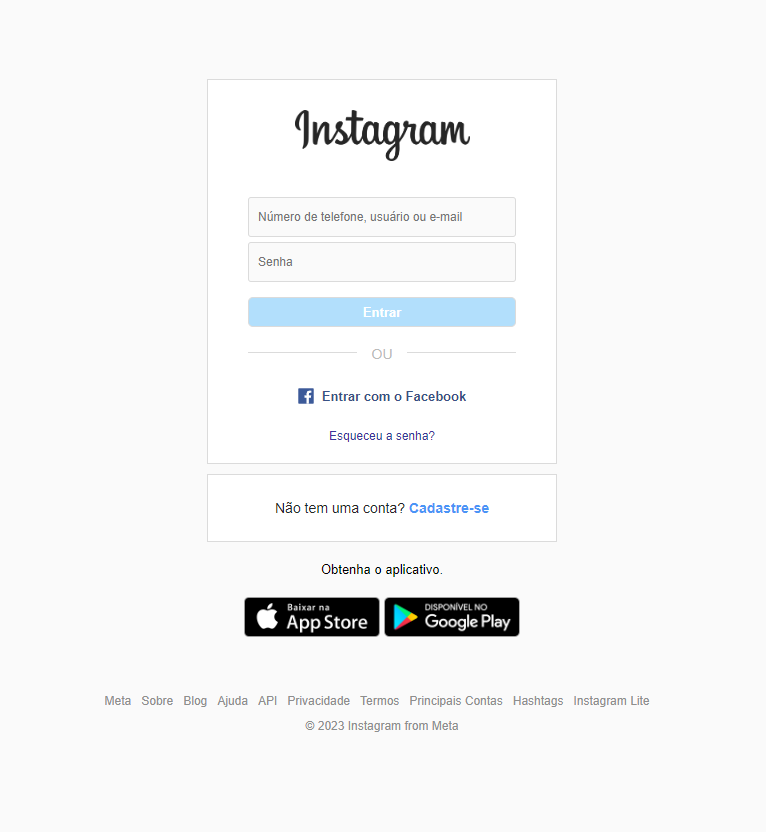 Instagram
Número de telefone, usuário ou e-mail
Senha
Entrar
OU
Entrar com o Facebook
Esqueceu a senha?
Não tem uma conta? Cadastre-se
Obtenha o aplicativo.
Baixar na
App Store
DISPONÍVEL NO
Google Play
Meta Sobre Blog Ajuda API Privacidade Termos Principais Contas Hashtags Instagram Lite
© 2023 Instagram from Meta